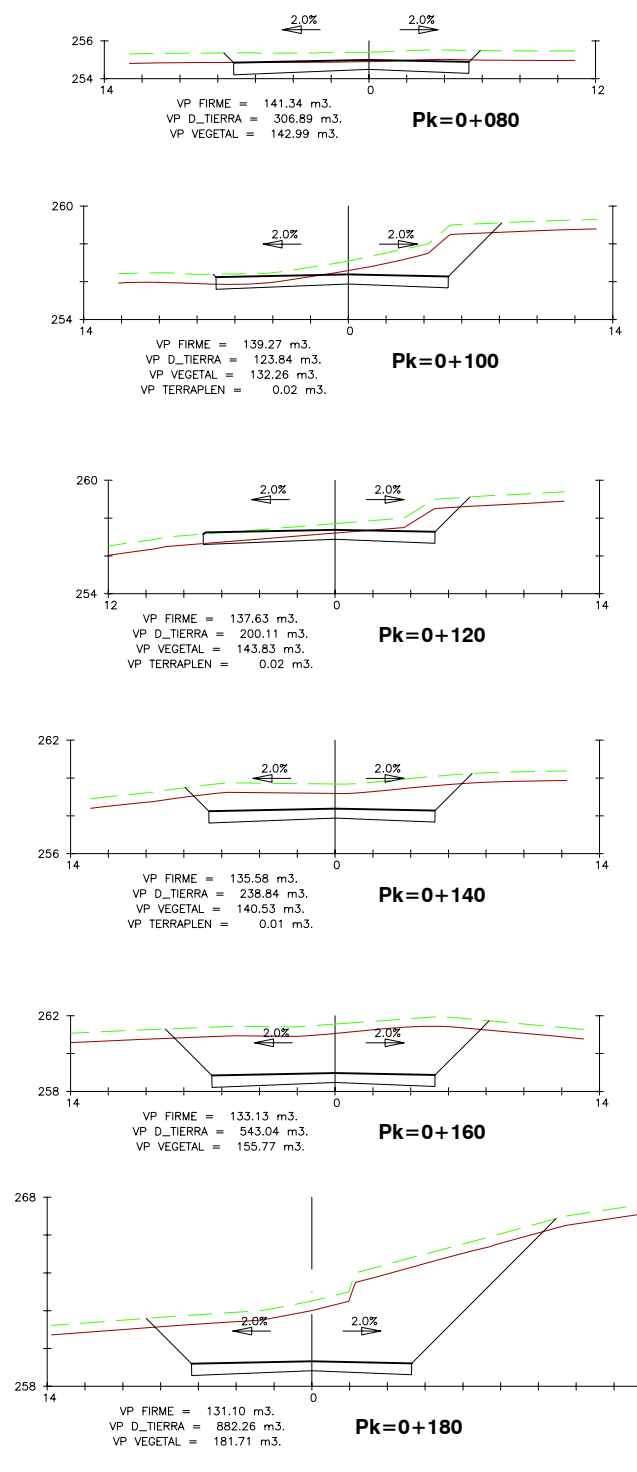 2.0% 2.0%
256
254
14 0 12
VP FIRME = 141.34 m3.
VP D_TIERRA = 306.89 m3.
VP VEGETAL = 142.99 m3.
Pk=0+080
260
2.0% 2.0%
254
14 0 14
VP FIRME = 139.27 m3.
VP D_TIERRA = 123.84 m3.
VP VEGETAL = 132.26 m3.
VP TERRAPLEN = 0.02 m3.
Pk=0+100
260
2.0% 2.0%
254
12 0 14
VP FIRME = 137.63 m3.
VP D_TIERRA = 200.11 m3.
VP VEGETAL = 143.83 m3.
VP TERRAPLEN = 0.02 m3.
Pk=0+120
262
2.0% 2.0%
256
14 0 14
VP FIRME = 135.58 m3.
VP D_TIERRA = 238.84 m3.
VP VEGETAL = 140.53 m3.
VP TERRAPLEN = 0.01 m3.
Pk=0+140
262
2.0% 2.0%
258
14 0 14
VP FIRME = 133.13 m3.
VP D_TIERRA = 543.04 m3.
VP VEGETAL = 155.77 m3.
Pk=0+160
268
2.0% 2.0%
258
14 0
VP FIRME = 131.10 m3.
VP D_TIERRA = 882.26 m3.
VP VEGETAL = 181.71 m3.
Pk=0+180